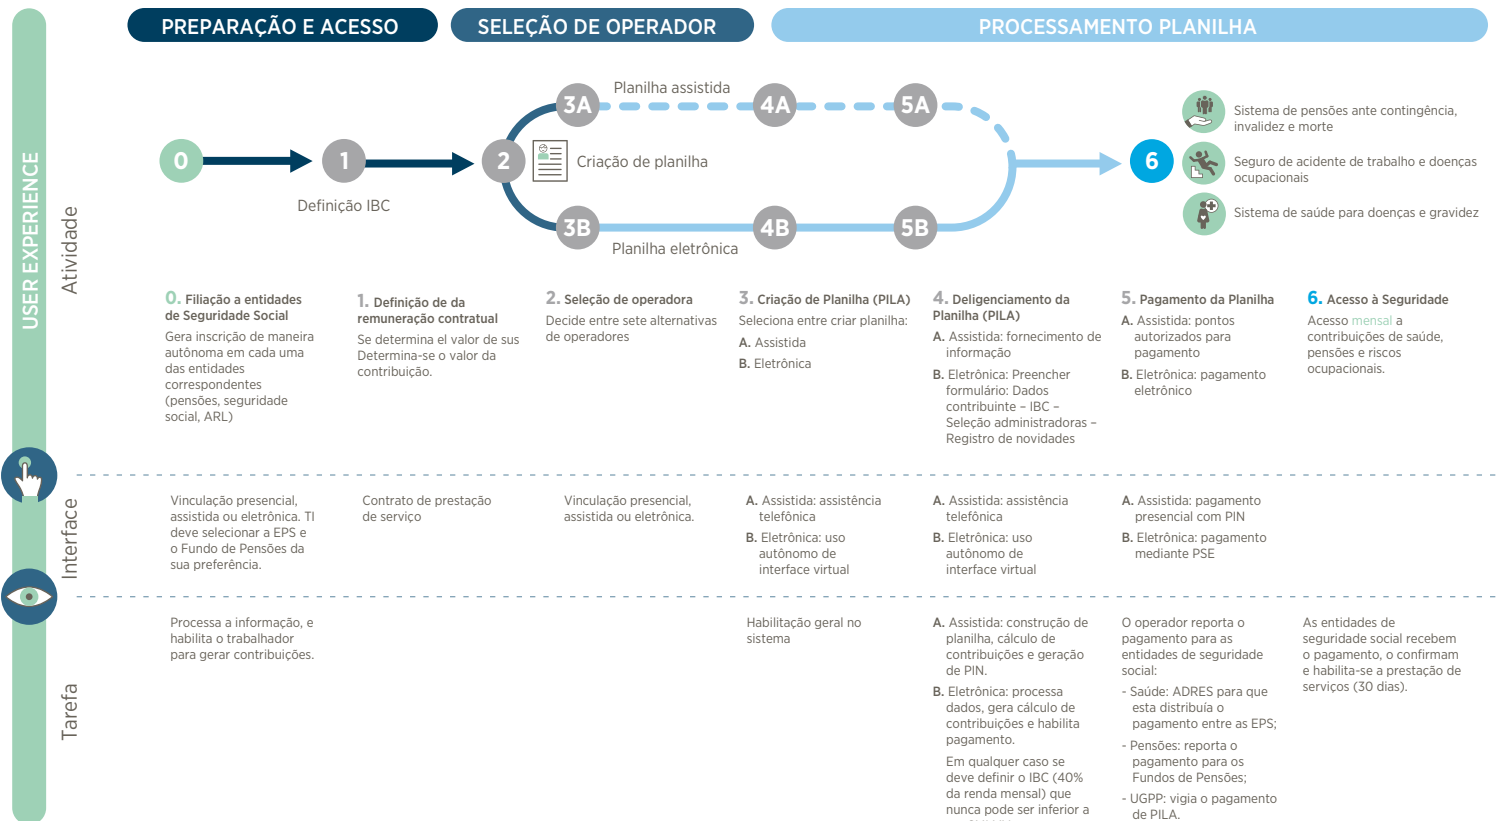 PREPARAÇÃO E ACESSO
SELEÇÃO DE OPERADOR
PROCESSAMENTO PLANILHA
USER EXPERIENCE
Atividade
0
1
Definição IBC
2
Criação de planilha
3A
Planilha assistida
4A
5A
3B
Planilha eletrônica
4B
5B
6
Sistema de pensões ante contingência,
invalidez e morte
Seguro de acidente de trabalho e doenças
ocupacionais
Sistema de saúde para doenças e gravidez
0. Filiação a entidades
de Seguridade Social
Gera inscrição de maneira
autônoma em cada uma
das entidades
correspondentes
(pensões, seguridade
social, ARL)
1. Definição de da
remuneração contratual
Se determina el valor de sus
Determina-se o valor da
contribuição.
2. Seleção de operadora
Decide entre sete alternativas
de operadores
3. Criação de Planilha (PILA)
Seleciona entre criar planilha:
A. Assistida
B. Eletrônica
4. Deligenciamento da
Planilha (PILA)
A. Assistida: fornecimento de
informação
B. Eletrônica: Preencher
formulário: Dados
contribuinte – IBC –
Seleção administradoras –
Registro de novidades
5. Pagamento da Planilha
A. Assistida: pontos
autorizados para
pagamento
B. Eletrônica: pagamento
eletrônico
6. Acesso à Seguridade
Acesso mensal a
contribuições de saúde,
pensões e riscos
ocupacionais.
Interface
Vinculação presencial,
assistida ou eletrônica. TI
deve selecionar a EPS e
o Fundo de Pensões da
sua preferência.
Contrato de prestação
de serviço
Vinculação presencial,
assistida ou eletrônica.
A. Assistida: assistência
telefônica
B. Eletrônica: uso
autônomo de
interface virtual
A. Assistida: assistência
telefônica
B. Eletrônica: uso
autônomo de
interface virtual
A. Assistida: pagamento
presencial com PIN
B. Eletrônica: pagamento
mediante PSE
Tarefa
Processa a informação, e
habilita o trabalhador
para gerar contribuições.
Habilitação geral no
sistema
A. Assistida: construção de
planilha, cálculo de
contribuições e geração
de PIN.
B. Eletrônica: processa
dados, gera cálculo de
contribuições e habilita
pagamento.
Em qualquer caso se
deve definir o IBC (40%
da renda mensal) que
nunca pode ser inferior a
O operador reporta o
pagamento para as
entidades de seguridade
social:
- Saúde: ADRES para que
esta distribuía o
pagamento entre as EPS;
- Pensões: reporta o
pagamento para os
Fundos de Pensões;
- UGPP: vigia o pagamento
de PILA.
As entidades de
seguridade social recebem
o pagamento, o confirmam
e habilita-se a prestação de
serviços (30 dias).